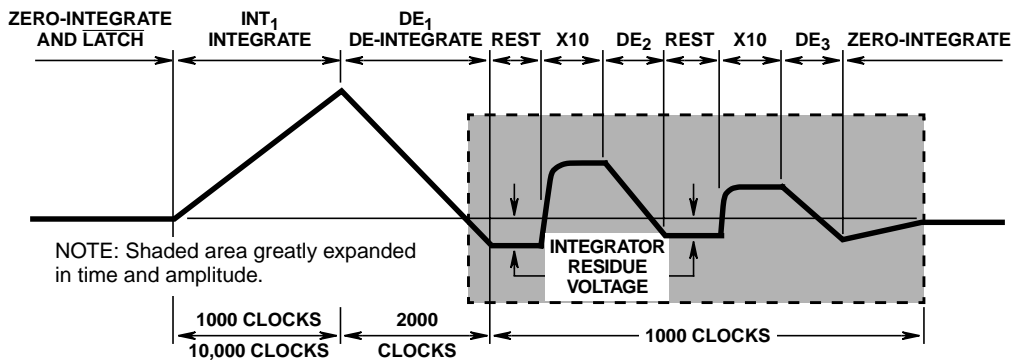 ZERO-INTEGRATE
AND LATCH
INT1
INTEGRATE
DE1
DE-INTEGRATE
REST
X10
DE2
REST
X10
DE3
ZERO-INTEGRATE
NOTE: Shaded area greatly expanded
in time and amplitude.
INTEGRATOR
RESIDUE
VOLTAGE
1000 CLOCKS
10,000 CLOCKS
2000
CLOCKS
1000 CLOCKS